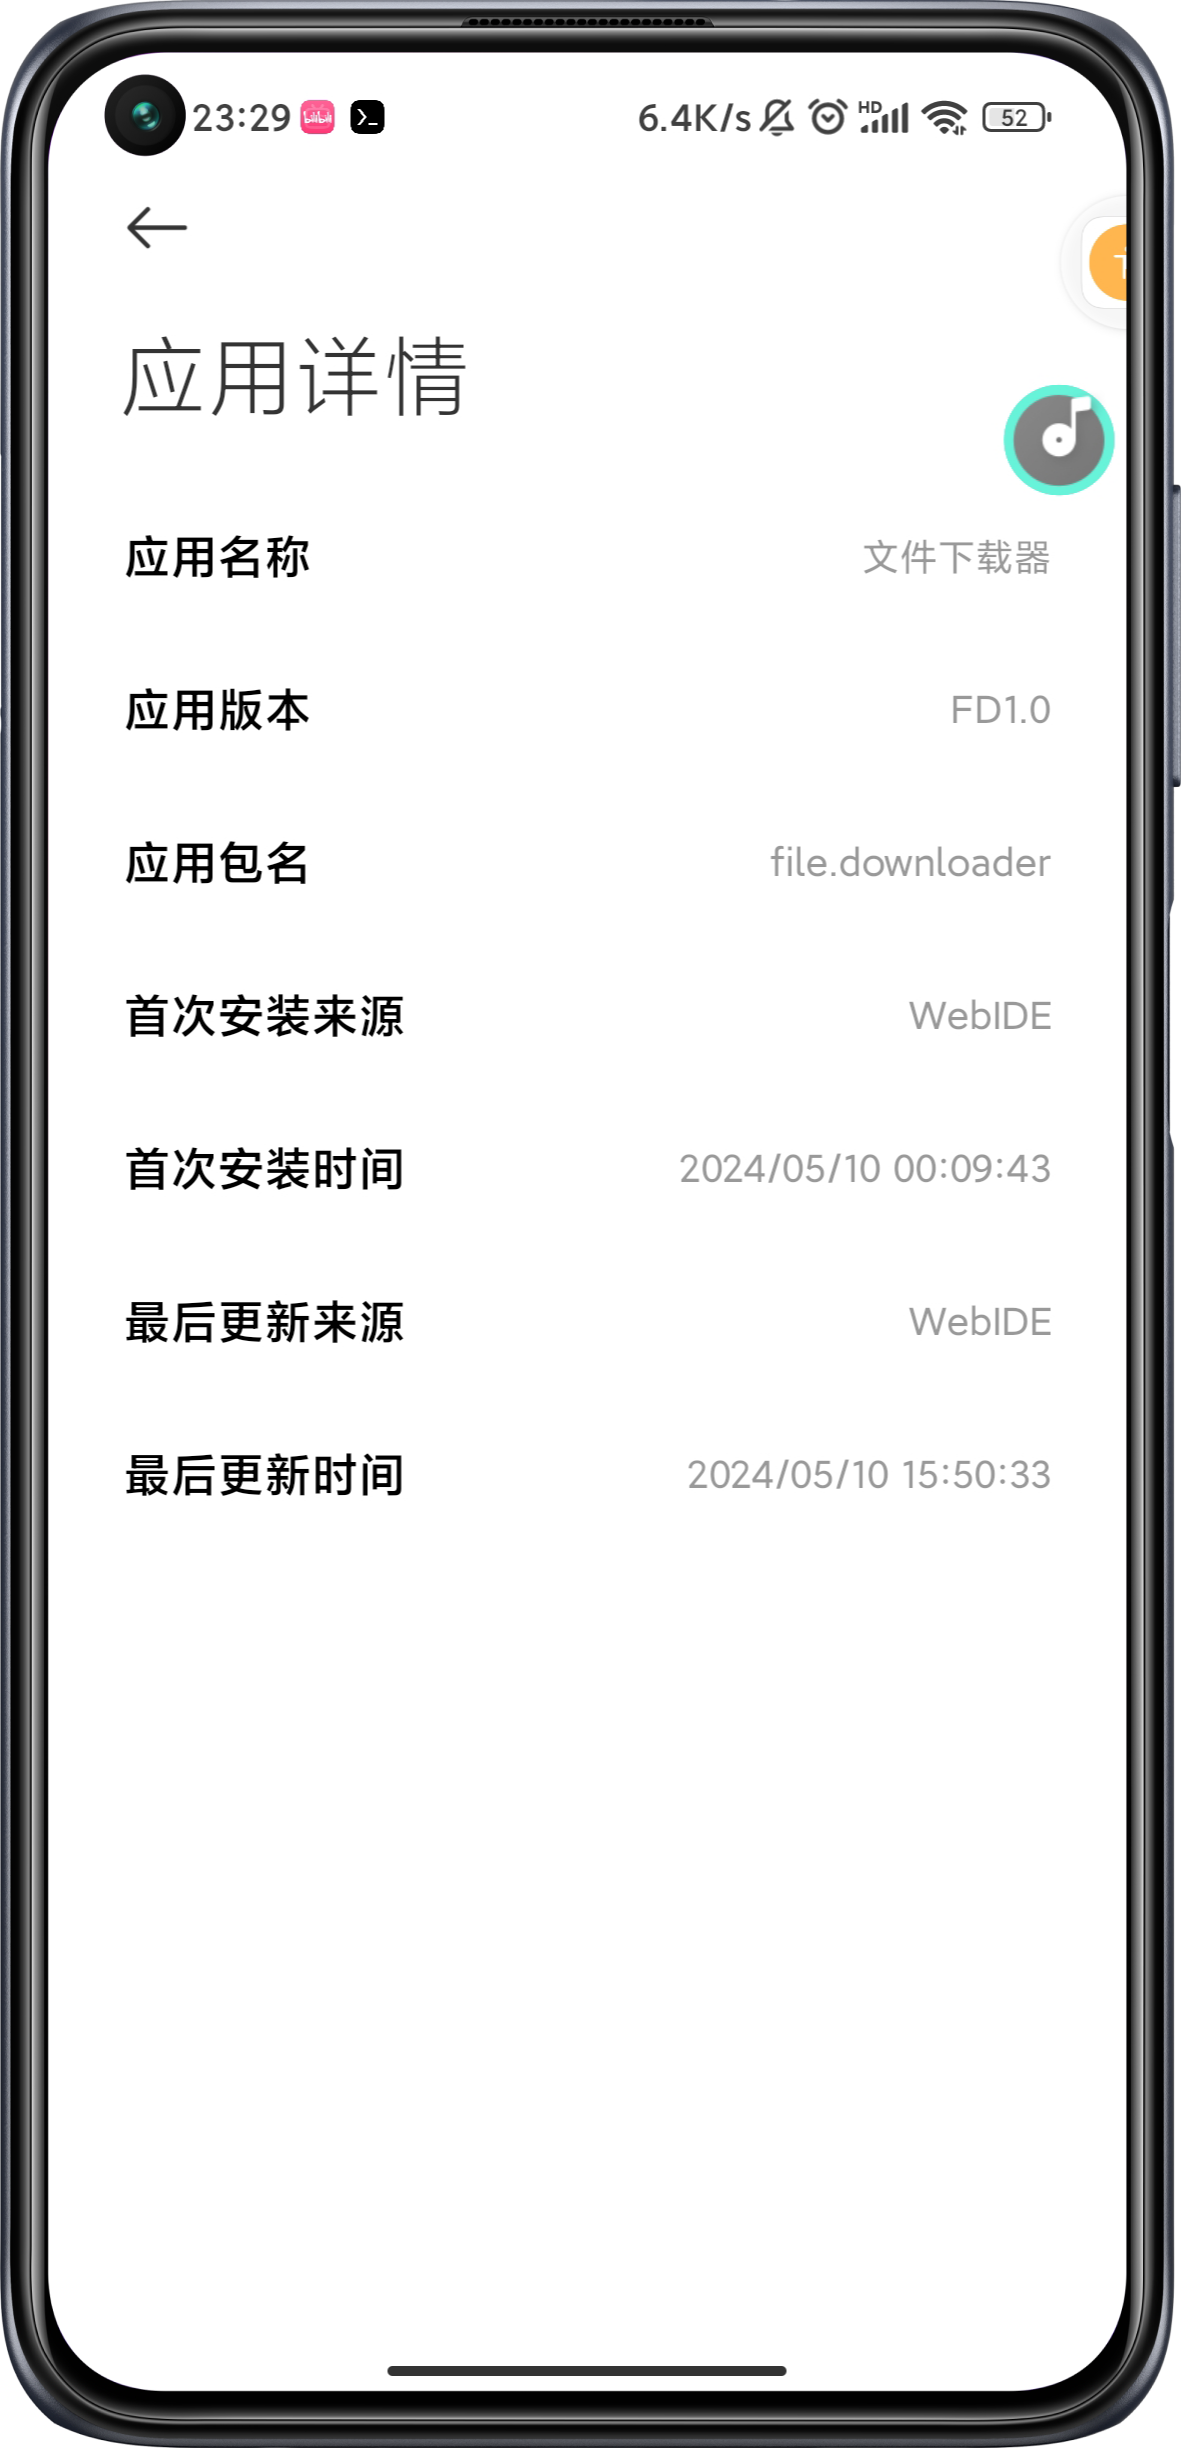 23:29
bilibili
>_
6.4K/s
HD
52
应用详情
应用名称
文件下载器
应用版本
FD1.0
应用包名
file.downloader
首次安装来源
WebIDE
首次安装时间
2024/05/10 00:09:43
最后更新来源
WebIDE
最后更新时间
2024/05/10 15:50:33